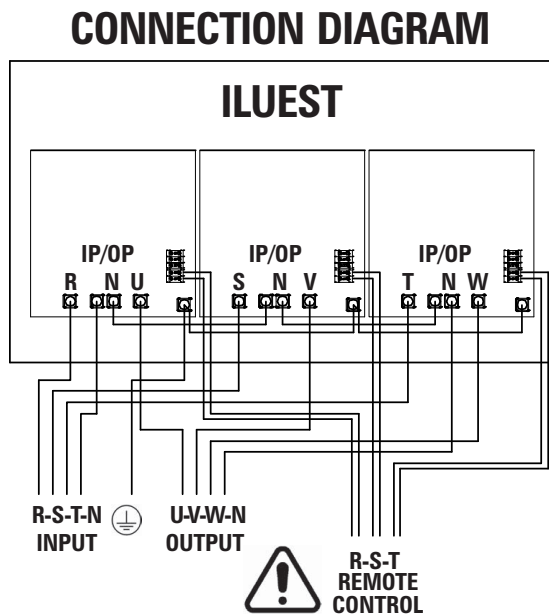 CONNECTION DIAGRAM
ILUEST
IP/OP IP/OP IP/OP
R N U S N V T N W
R-S-T-N
INPUT
U-V-W-N
OUTPUT
R-S-T
REMOTE
CONTROL